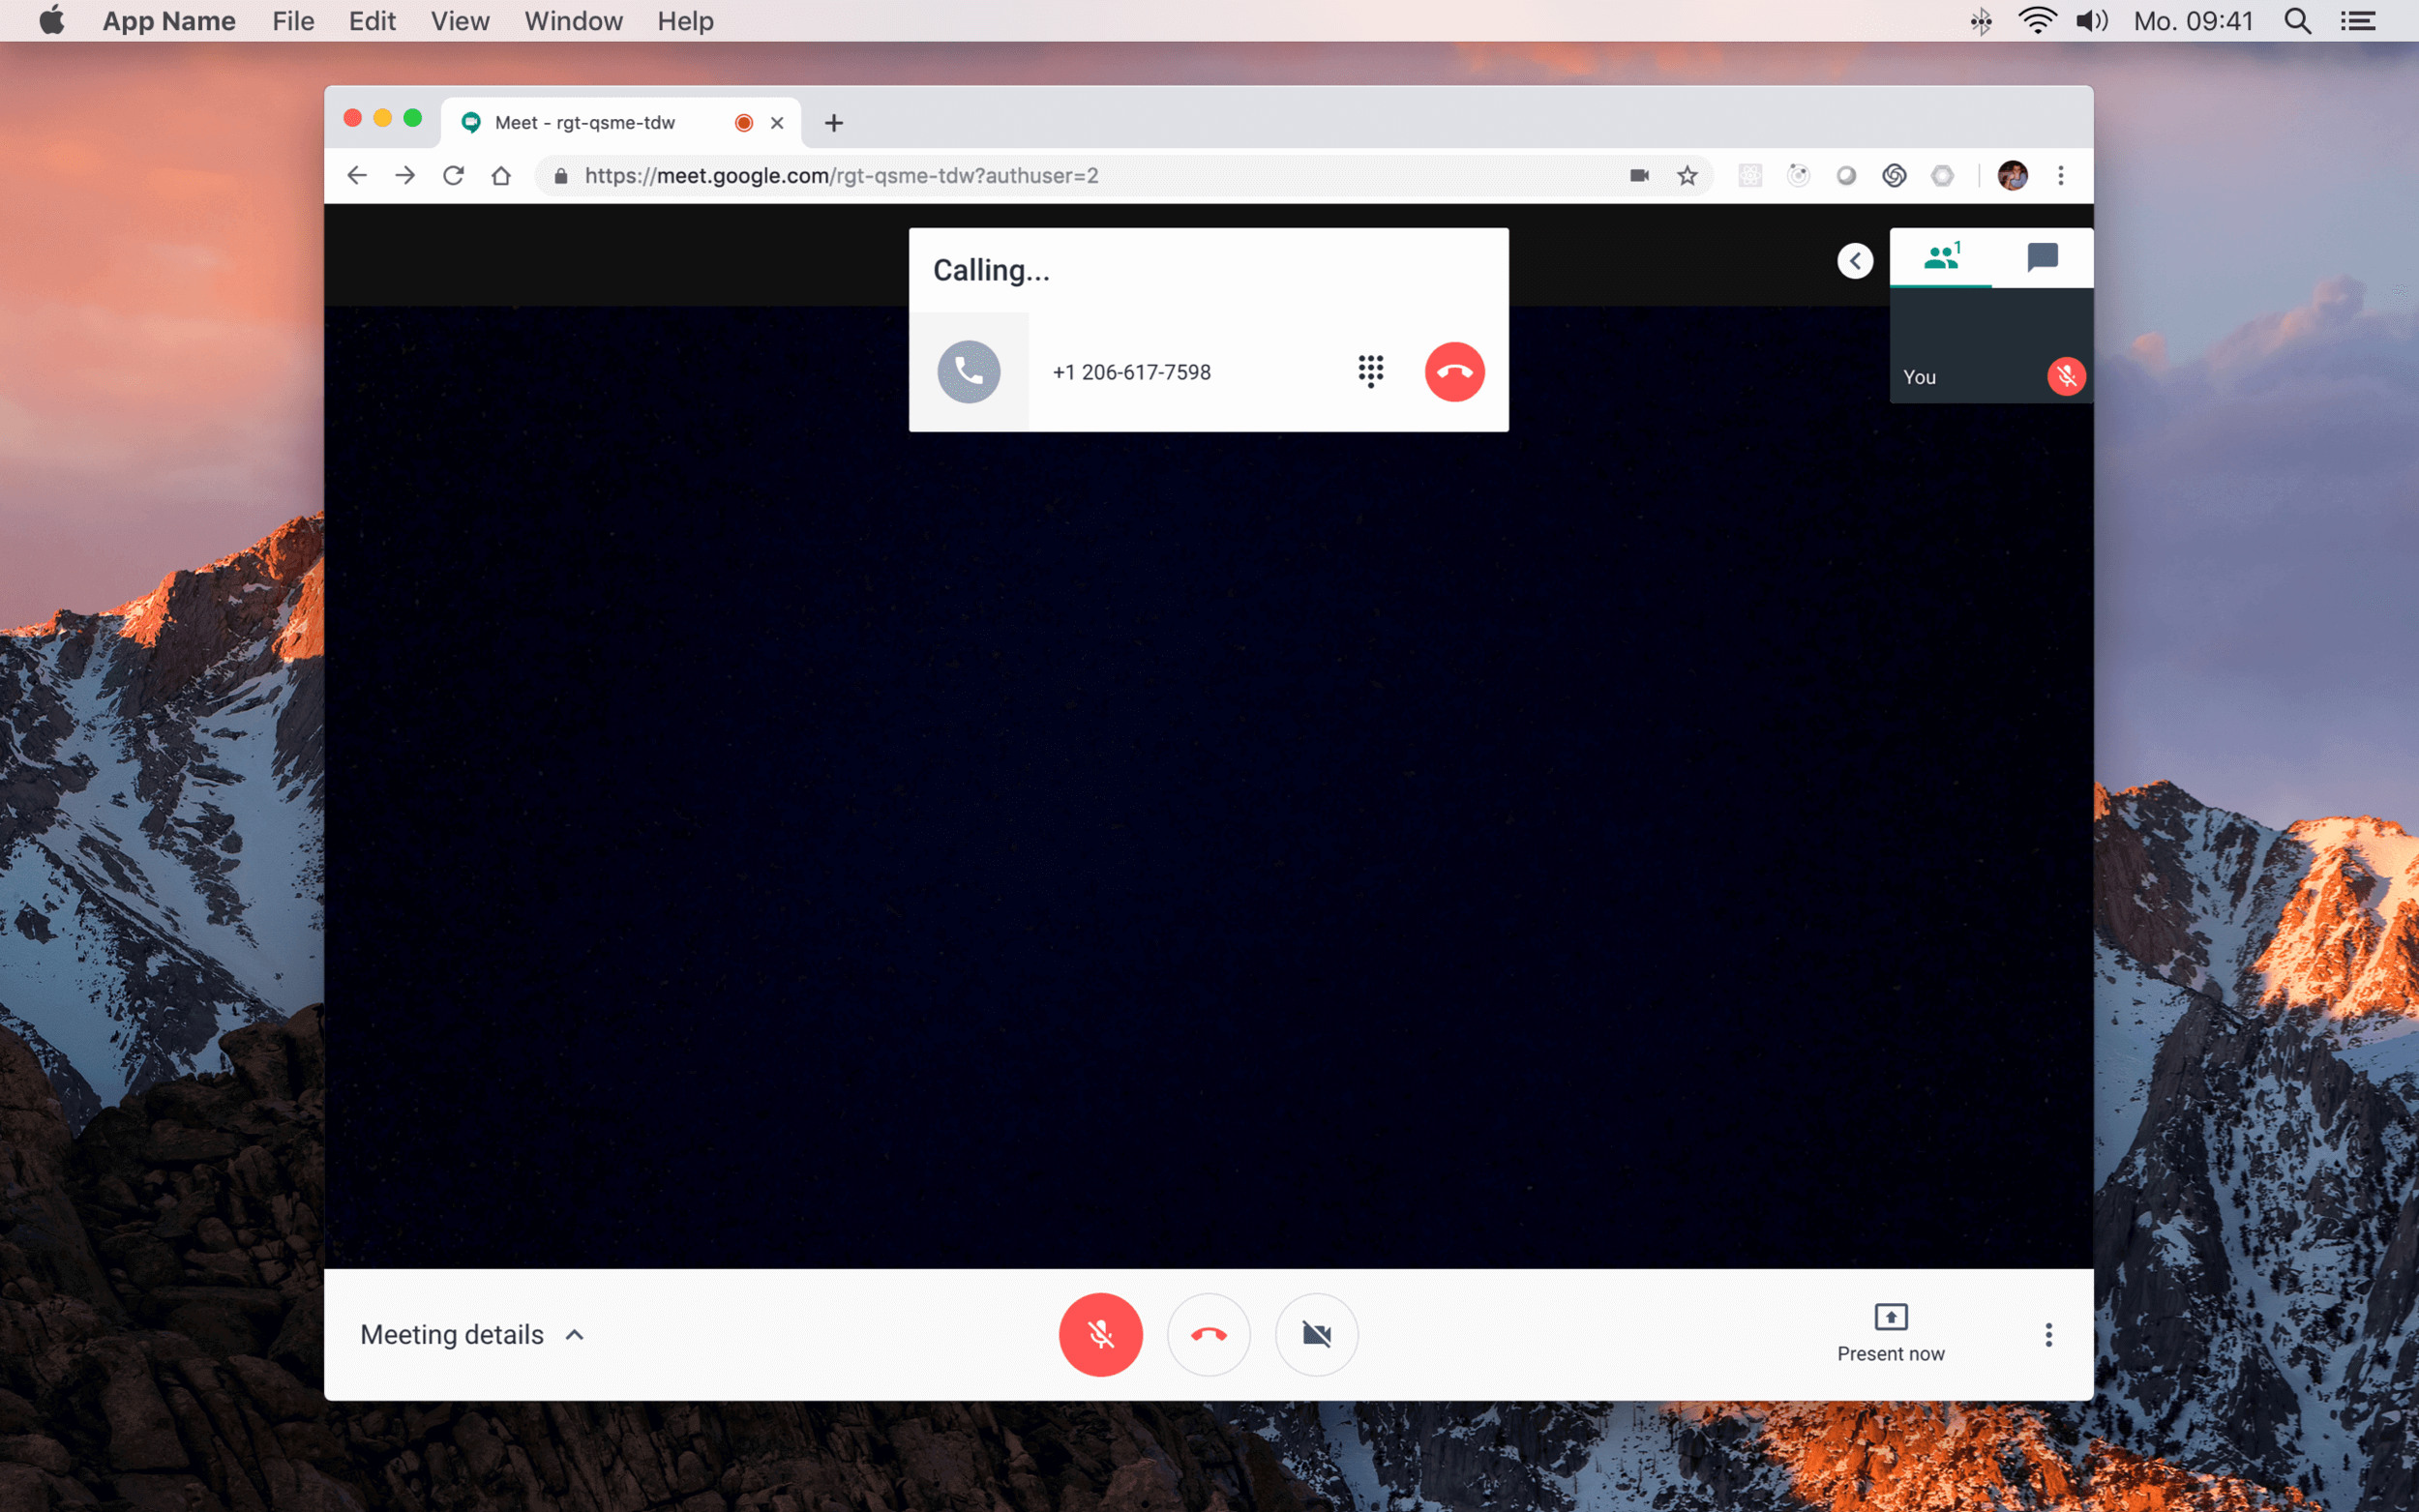 App Name File Edit View Window Help Mo. 09:41
Meet - rgt-qsme-tdw
https://meet.google.com/rgt-qsme-tdw?authuser=2
Calling...
1
+1 206-617-7598
You
Meeting details
Present now